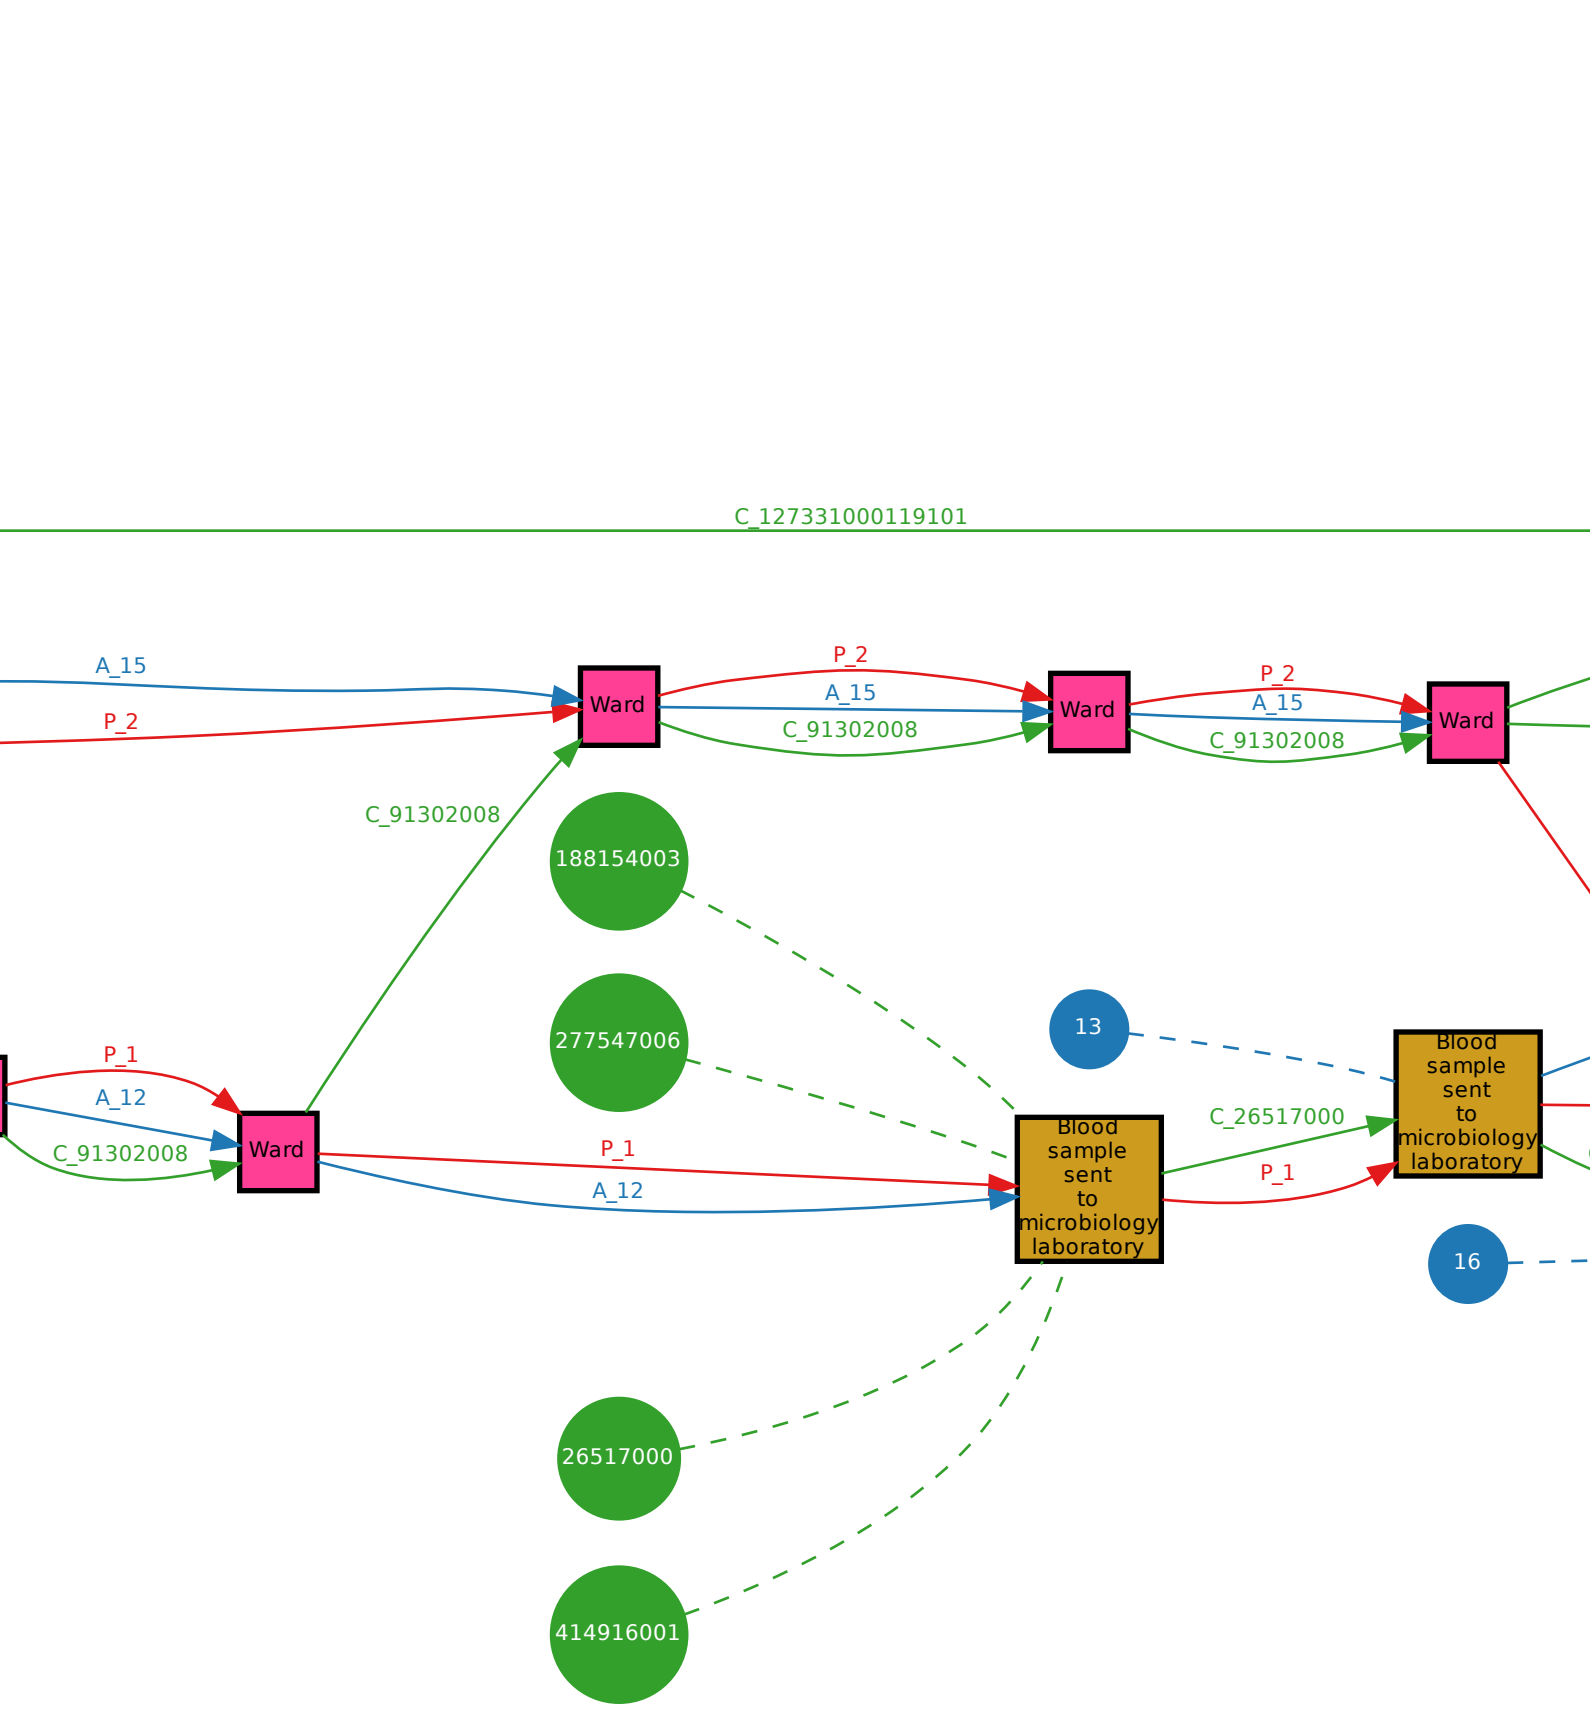 C_127331000119101
A_15
P_2
Ward
P_2
A_15
C_91302008
Ward
P_2
A_15
C_91302008
Ward
C_91302008
188154003
277547006
13
P_1
A_12
C_91302008
Ward
P_1
A_12
Blood
sample
sent
to
microbiology
laboratory
C_26517000
P_1
Blood
sample
sent
to
microbiology
laboratory
16
26517000
414916001